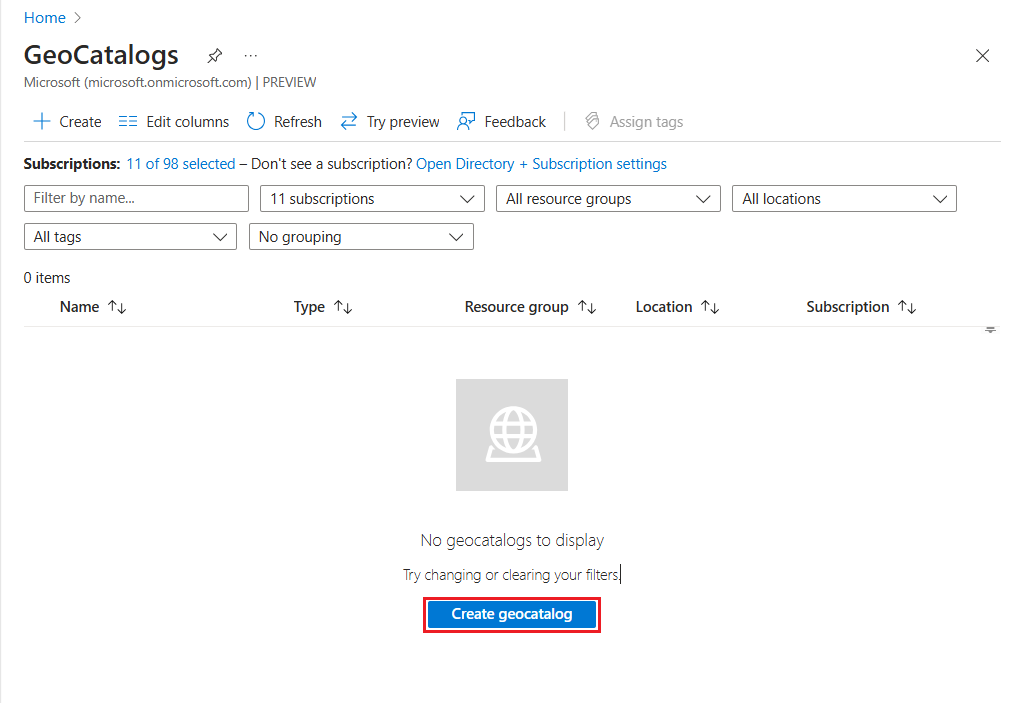 Home
GeoCatalogs
Microsoft (microsoft.onmicrosoft.com) | PREVIEW
Create Edit columns Refresh Try preview Feedback Assign tags
Subscriptions: 11 of 98 selected – Don't see a subscription? Open Directory + Subscription settings
Filter by name... 11 subscriptions All resource groups All locations
All tags No grouping
0 items
Name Type Resource group Location Subscription
No geocatalogs to display
Try changing or clearing your filters.
Create geocatalog